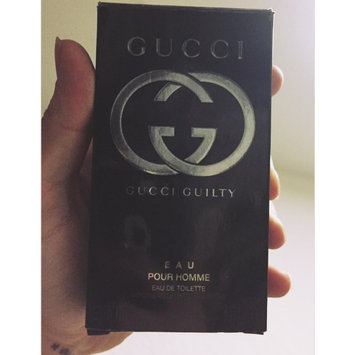 GUCCI
GUCCI GUILTY
EAU
POUR HOMME
EAU DE TOILETTE